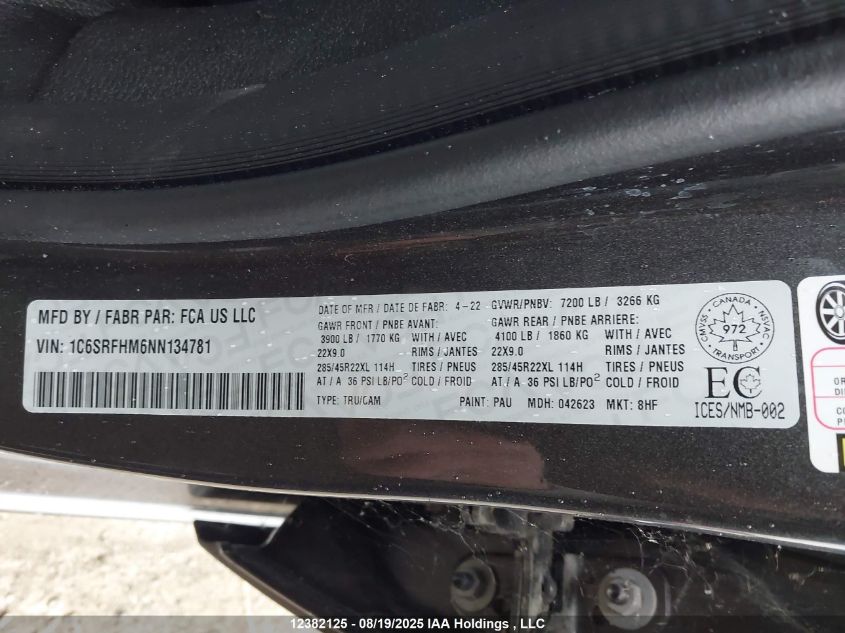 MFD BY / FABR PAR: FCA US LLC
VIN: 1C6SRFHM6NN134781
DATE OF MFR / DATE DE FABR: 4-22 GVWR/PNBV: 7200 LB / 3266 KG
GAWR FRONT / PNBE AVANT: GAWR REAR / PNBE ARRIERE:
3900 LB / 1770 KG WITH / AVEC 4100 LB / 1860 KG WITH / AVEC
22X9.0 RIMS / JANTES 22X9.0 RIMS / JANTES
285/45R22XL 114H TIRES / PNEUS 285/45R22XL 114H TIRES / PNEUS
AT / A 36 PSI LB/PO² COLD / FROID AT / A 36 PSI LB/PO² COLD / FROID
TYPE: TRU/CAM PAINT: PAU MDH: 042623 MKT: 8HF
CANADA
CMVSS 972 NSVAC
TRANSPORT
EC
ICES/NMB-002
12382125 - 08/19/2025 IAA Holdings , LLC